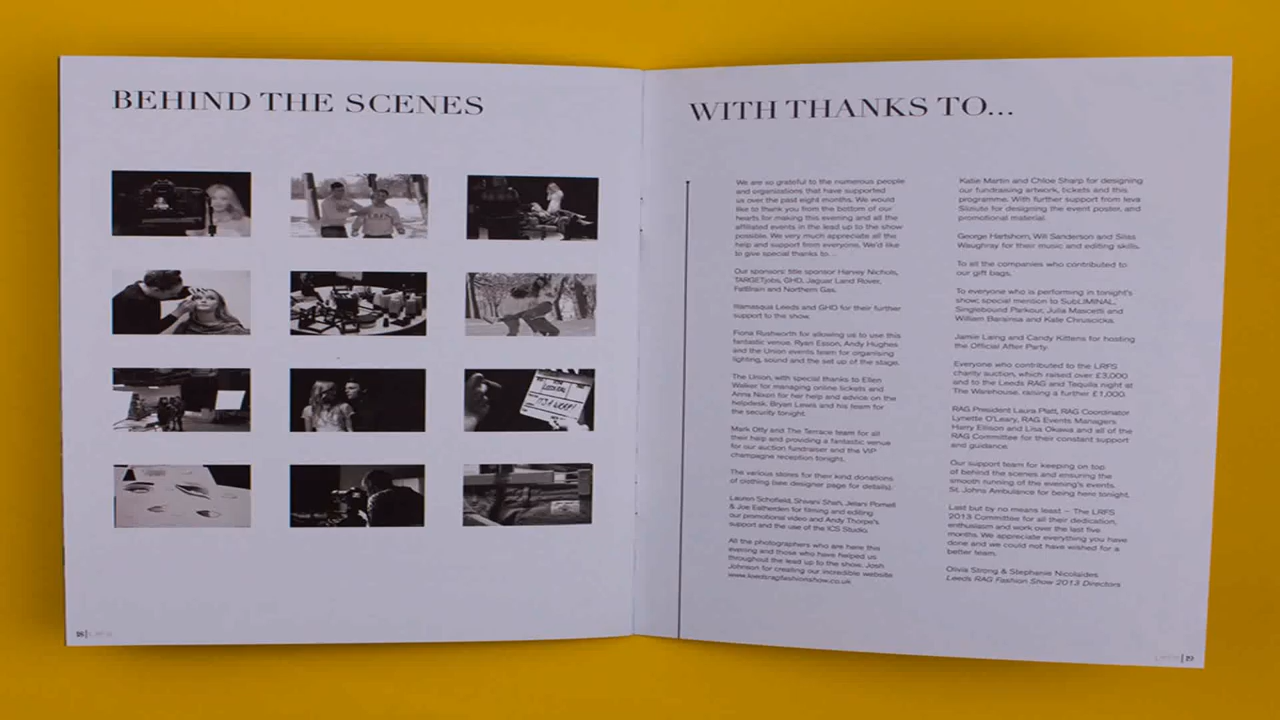 BEHIND THE SCENES
18
WITH THANKS TO...
We are so grateful to the numerous people
and organizations that have supported
us over the past eight months. We would
like to thank you from the bottom of our
hearts for making this evening and all the
affiliated events in the lead up to the show
possible. We very much appreciate all the
help and support from everyone. We'd like
to give special thanks to...
Our sponsors: title sponsor Harvey Nichols,
TARGETjobs, GHD, Jaguar Land Rover,
FatBrain and Northern Gas.
Illamasqua Leeds and GHD for their further
support to the show.
Fiona Rushworth for allowing us to use this
fantastic venue. Ryan Esson, Andy Hughes
and the Union events team for organising
lighting, sound and the set up of the stage.
The Union, with special thanks to Ellen
Walker for managing online tickets and
Anna Nixon for her help and advice on the
helpdesk. Bryan Lewis and his team for
the security tonight.
Mark Otty and The Terrace team for all
their help and providing a fantastic venue
for our auction fundraiser and the VIP
champagne reception tonight.
The various stores for their kind donations
of clothing (see designer page for details).
Lauren Schofield, Shivani Shah, Jelani Pomell
& Joe Eatherden for filming and editing
our promotional video and Andy Thorpe's
support and the use of the ICS Studio.
All the photographers who are here this
evening and those who have helped us
throughout the lead up to the show. Josh
Johnson for creating our incredible website
www.leedsragfashionshow.co.uk
Katie Martin and Chloe Sharp for designing
our fundraising artwork, tickets and this
programme. With further support from Ieva
for designing the event poster, and
promotional material.
George Hartshorn, Will Sanderson and Silas
Waughray for their music and editing skills.
To all the companies who contributed to
our gift bags.
To everyone who is performing in tonight's
show; special mention to SubLIMINAL,
Singlebound Parkour, Julia Mascetti and
William Barainsa and Kate Chruscicka.
Jamie Laing and Candy Kittens for hosting
the Official After Party.
Everyone who contributed to the LRFS
charity auction, which raised over £3,000
and to the Leeds RAG and Tequila night at
The Warehouse, raising a further £1,000.
RAG President Laura Platt, RAG Coordinator
Lynette O'Leary, RAG Events Managers
Harry Ellison and Lisa Okawa and all of the
RAG Committee for their constant support
and guidance.
Our support team for keeping on top
of behind the scenes and ensuring the
smooth running of the evening's events.
St. Johns Ambulance for being here tonight.
Last but by no means least – The LRFS
2013 Committee for all their dedication,
enthusiasm and work over the last five
months. We appreciate everything you have
done and we could not have wished for a
better team.
Olivia Strong & Stephanie Nicolaides
Leeds RAG Fashion Show 2013 Directors
19